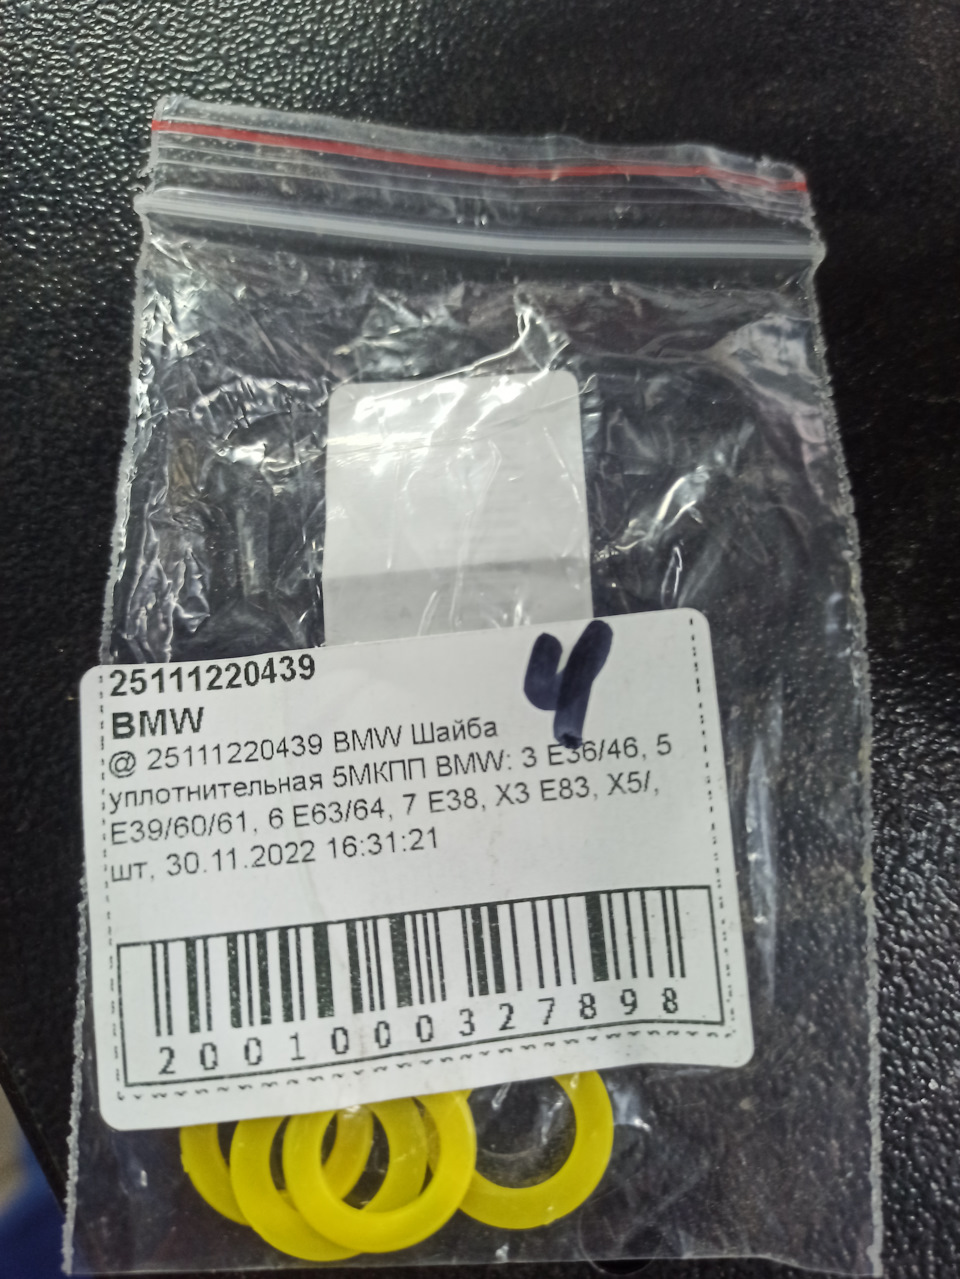 25111220439
BMW
4
@ 25111220439 BMW Шайба
уплотнительная 5МКПП BMW: 3 E36/46, 5
E39/60/61, 6 E63/64, 7 E38, X3 E83, X5/,
шт, 30.11.2022 16:31:21
2001000327898